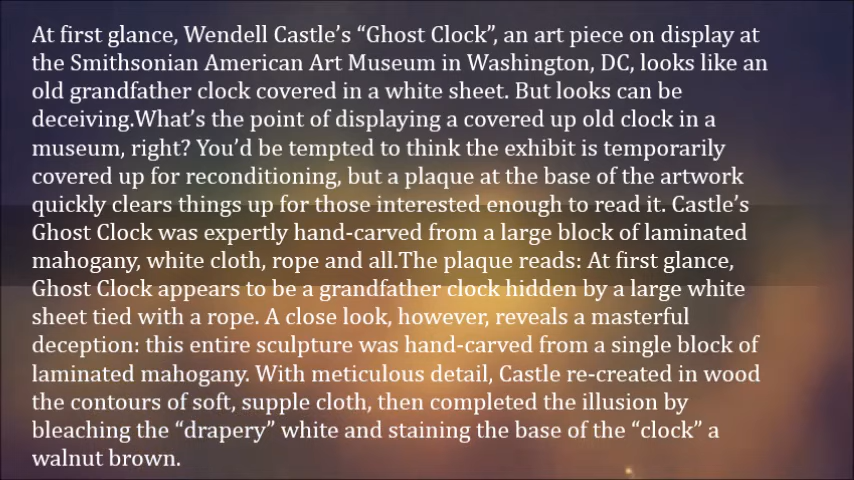 At first glance, Wendell Castle’s “Ghost Clock”, an art piece on display at
the Smithsonian American Art Museum in Washington, DC, looks like an
old grandfather clock covered in a white sheet. But looks can be
deceiving.What’s the point of displaying a covered up old clock in a
museum, right? You’d be tempted to think the exhibit is temporarily
covered up for reconditioning, but a plaque at the base of the artwork
quickly clears things up for those interested enough to read it. Castle’s
Ghost Clock was expertly hand-carved from a large block of laminated
mahogany, white cloth, rope and all.The plaque reads: At first glance,
Ghost Clock appears to be a grandfather clock hidden by a large white
sheet tied with a rope. A close look, however, reveals a masterful
deception: this entire sculpture was hand-carved from a single block of
laminated mahogany. With meticulous detail, Castle re-created in wood
the contours of soft, supple cloth, then completed the illusion by
bleaching the “drapery” white and staining the base of the “clock” a
walnut brown.